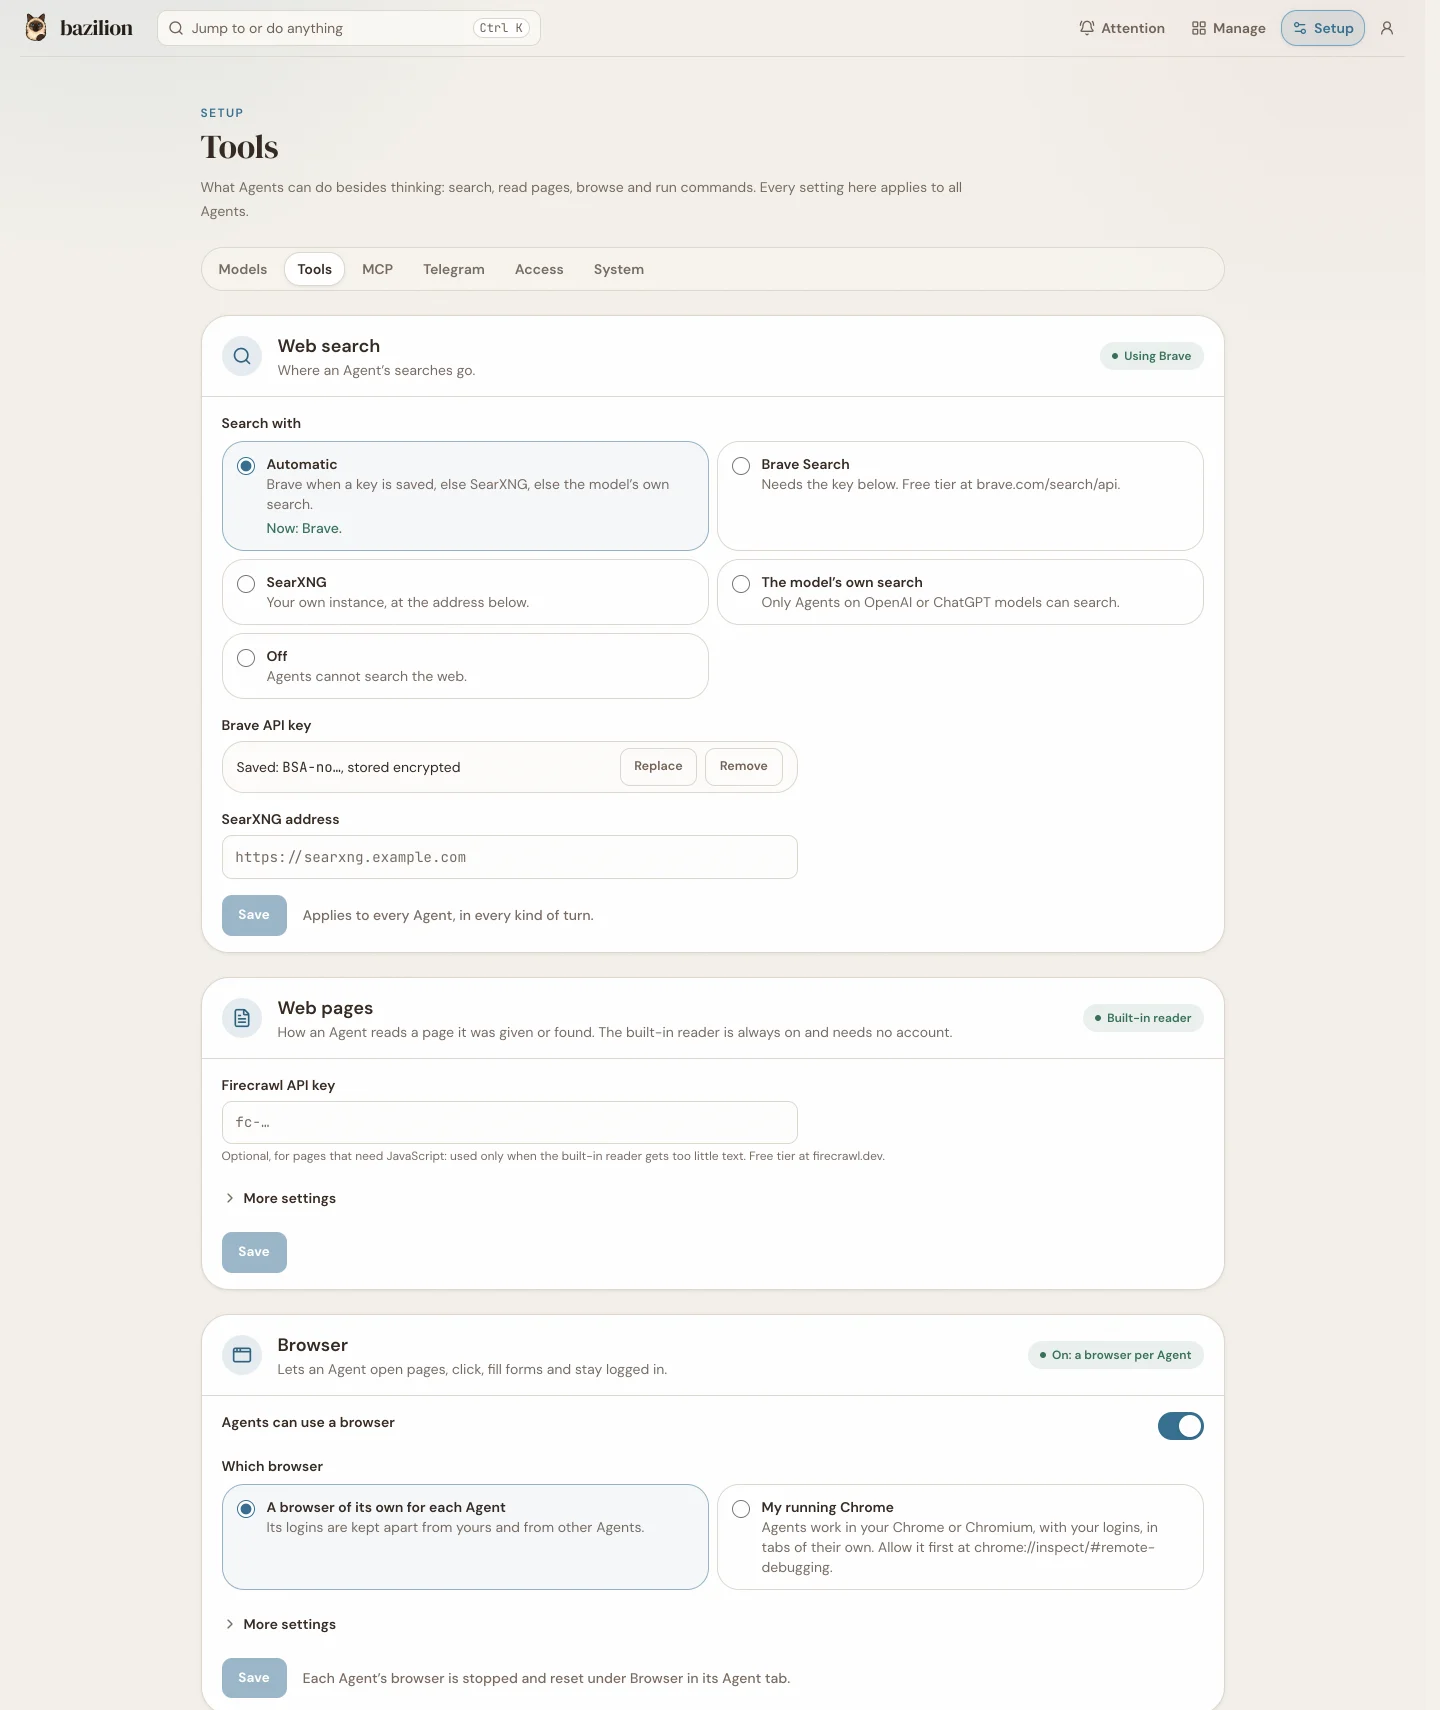 bazilion
Jump to or do anything
Ctrl K
Attention
Manage
Setup
SETUP
Tools
What Agents can do besides thinking: search, read pages, browse and run commands. Every setting here applies to all
Agents.
Models
Tools
MCP
Telegram
Access
System
Web search
Where an Agent’s searches go.
Using Brave
Search with
Automatic
Brave when a key is saved, else SearXNG, else the model’s own
search.
Now: Brave.
Brave Search
Needs the key below. Free tier at brave.com/search/api.
SearXNG
Your own instance, at the address below.
The model’s own search
Only Agents on OpenAI or ChatGPT models can search.
Off
Agents cannot search the web.
Brave API key
Saved: BSA-no…, stored encrypted
Replace
Remove
SearXNG address
https://searxng.example.com
Save
Applies to every Agent, in every kind of turn.
Web pages
How an Agent reads a page it was given or found. The built-in reader is always on and needs no account.
Built-in reader
Firecrawl API key
fc-…
Optional, for pages that need JavaScript: used only when the built-in reader gets too little text. Free tier at firecrawl.dev.
More settings
Save
Browser
Lets an Agent open pages, click, fill forms and stay logged in.
On: a browser per Agent
Agents can use a browser
Which browser
A browser of its own for each Agent
Its logins are kept apart from yours and from other Agents.
My running Chrome
Agents work in your Chrome or Chromium, with your logins, in
tabs of their own. Allow it first at chrome://inspect/#remote-
debugging.
More settings
Save
Each Agent’s browser is stopped and reset under Browser in its Agent tab.